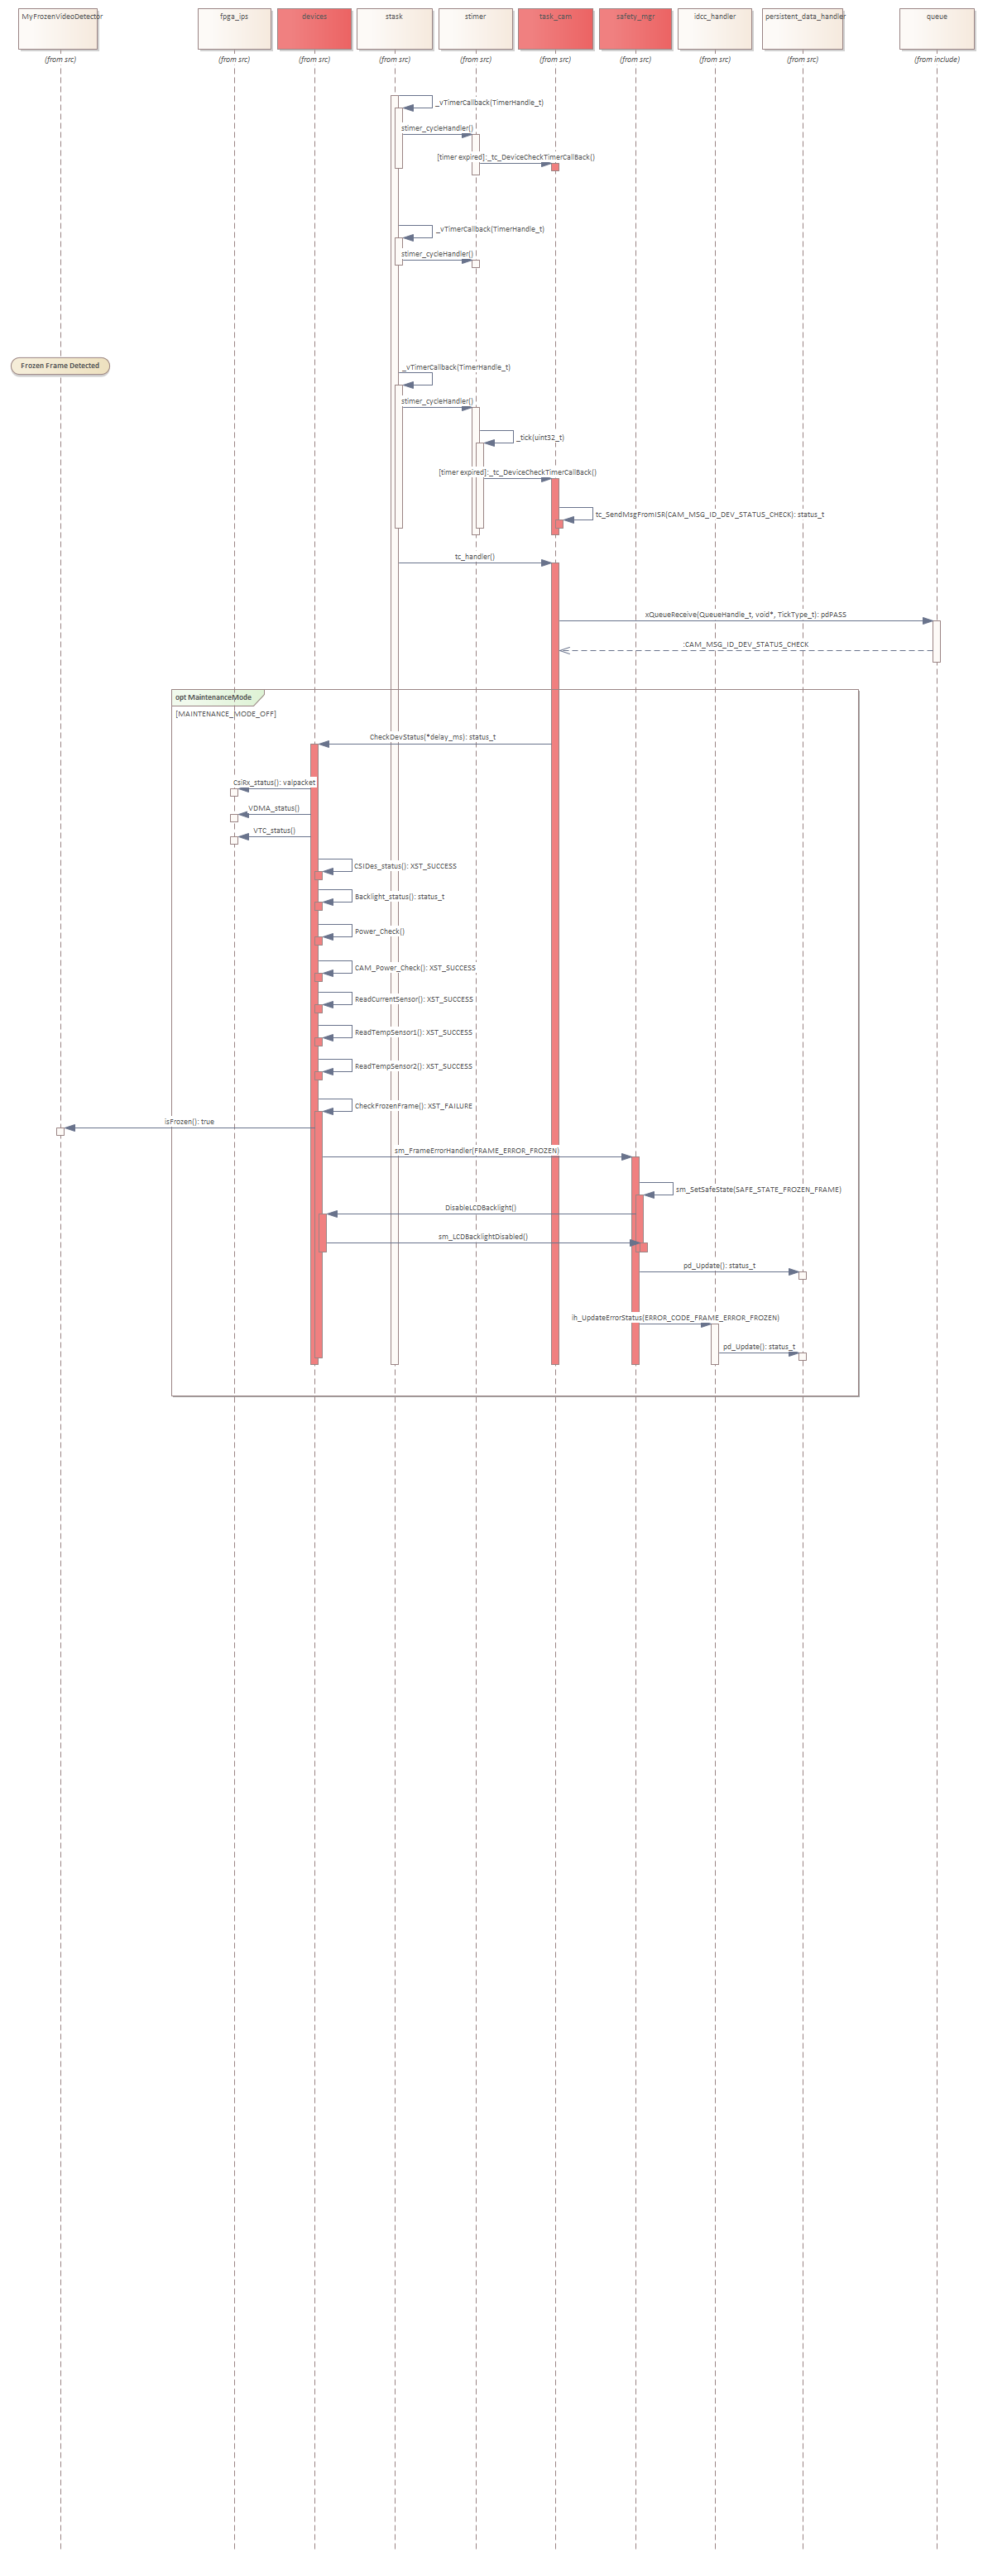 MyFrozenVideoDetector
fpga_ips
devices
stask
stimer
task_cam
safety_mgr
idcc_handler
persistent_data_handler
queue
(from src)
(from src)
(from src)
(from src)
(from src)
(from src)
(from src)
(from src)
(from src)
(from include)
_vTimerCallback(TimerHandle_t)
stimer_cycleHandler()
[timer expired]:_tc_DeviceCheckTimerCallBack()
_vTimerCallback(TimerHandle_t)
stimer_cycleHandler()
Frozen Frame Detected
_vTimerCallback(TimerHandle_t)
stimer_cycleHandler()
_tick(uint32_t)
[timer expired]:_tc_DeviceCheckTimerCallBack()
tc_SendMsgFromISR(CAM_MSG_ID_DEV_STATUS_CHECK): status_t
tc_handler()
xQueueReceive(QueueHandle_t, void*, TickType_t): pdPASS
:CAM_MSG_ID_DEV_STATUS_CHECK
opt MaintenanceMode
[MAINTENANCE_MODE_OFF]
CheckDevStatus(*delay_ms): status_t
CsiRx_status(): valpacket
VDMA_status()
VTC_status()
CSIDes_status(): XST_SUCCESS
Backlight_status(): status_t
Power_Check()
CAM_Power_Check(): XST_SUCCESS
ReadCurrentSensor(): XST_SUCCESS
ReadTempSensor1(): XST_SUCCESS
ReadTempSensor2(): XST_SUCCESS
CheckFrozenFrame(): XST_FAILURE
isFrozen(): true
sm_FrameErrorHandler(FRAME_ERROR_FROZEN)
sm_SetSafeState(SAFE_STATE_FROZEN_FRAME)
DisableLCDBacklight()
sm_LCDBacklightDisabled()
pd_Update(): status_t
ih_UpdateErrorStatus(ERROR_CODE_FRAME_ERROR_FROZEN)
pd_Update(): status_t